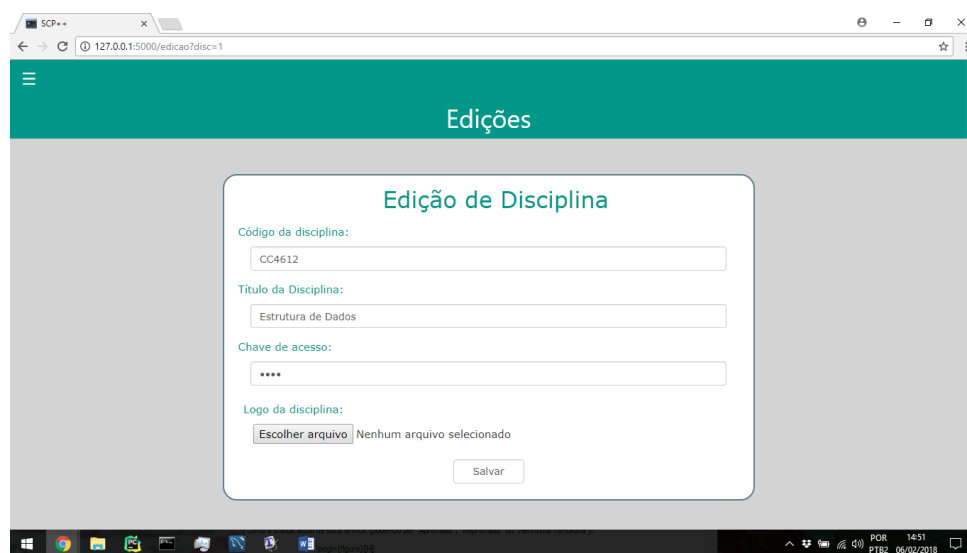 SCP++
127.0.0.1:5000/edicao?disc=1
Edições
Edição de Disciplina
Código da disciplina:
CC4612
Título da Disciplina:
Estrutura de Dados
Chave de acesso:
••••
Logo da disciplina:
Escolher arquivo Nenhum arquivo selecionado
Salvar
POR 14:51
PTB2 06/02/2018